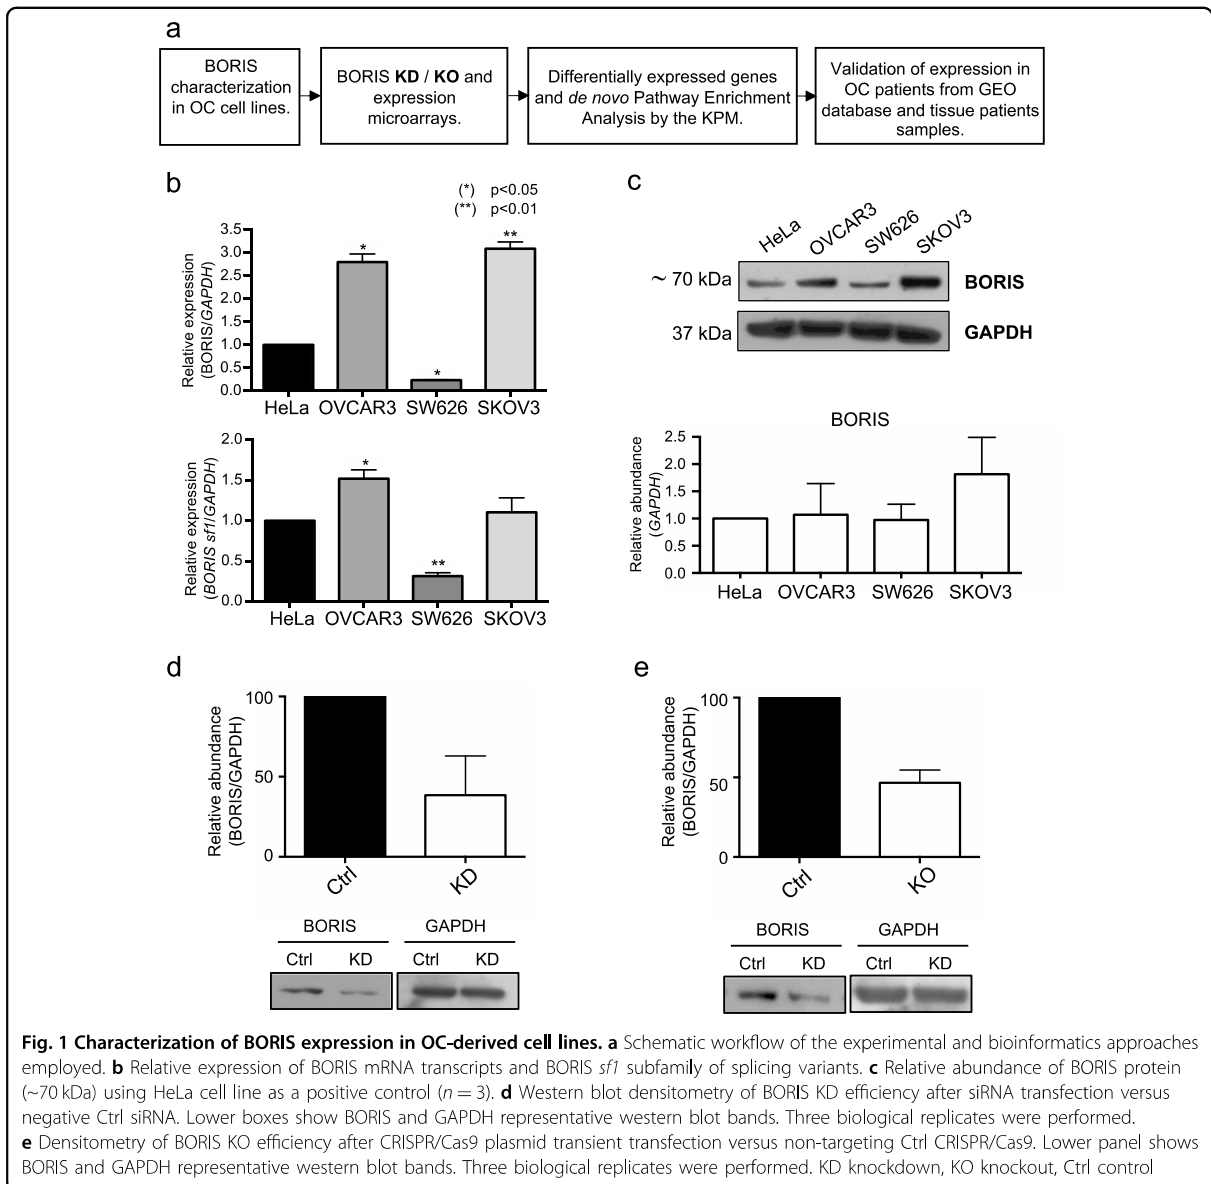 a
BORIS
characterization
in OC cell lines.
BORIS KD / KO and
expression
microarrays.
Differentially expressed genes
and de novo Pathway Enrichment
Analysis by the KPM.
Validation of expression in
OC patients from GEO
database and tissue patients
samples.
b
(*) p<0.05
(**) p<0.01
Relative expression
(BORIS/GAPDH)
3.5
3.0
2.5
2.0
1.5
1.0
0.5
0.0
*
*
**
HeLa OVCAR3 SW626 SKOV3
Relative expression
(BORIS sf1/GAPDH)
2.0
1.5
1.0
0.5
0.0
*
**
HeLa OVCAR3 SW626 SKOV3
c
HeLa OVCAR3 SW626 SKOV3
~ 70 kDa BORIS
37 kDa GAPDH
BORIS
Relative abundance
(GAPDH)
2.5
2.0
1.5
1.0
0.5
0.0
HeLa OVCAR3 SW626 SKOV3
d
Relative abundance
(BORIS/GAPDH)
100
50
0
Ctrl KD
BORIS GAPDH
Ctrl KD Ctrl KD
e
Relative abundance
(BORIS/GAPDH)
100
50
0
Ctrl KO
BORIS GAPDH
Ctrl KD Ctrl KD
Fig. 1 Characterization of BORIS expression in OC-derived cell lines. a Schematic workflow of the experimental and bioinformatics approaches
employed. b Relative expression of BORIS mRNA transcripts and BORIS sf1 subfamily of splicing variants. c Relative abundance of BORIS protein
(~70 kDa) using HeLa cell line as a positive control (n = 3). d Western blot densitometry of BORIS KD efficiency after siRNA transfection versus
negative Ctrl siRNA. Lower boxes show BORIS and GAPDH representative western blot bands. Three biological replicates were performed.
e Densitometry of BORIS KO efficiency after CRISPR/Cas9 plasmid transient transfection versus non-targeting Ctrl CRISPR/Cas9. Lower panel shows
BORIS and GAPDH representative western blot bands. Three biological replicates were performed. KD knockdown, KO knockout, Ctrl control